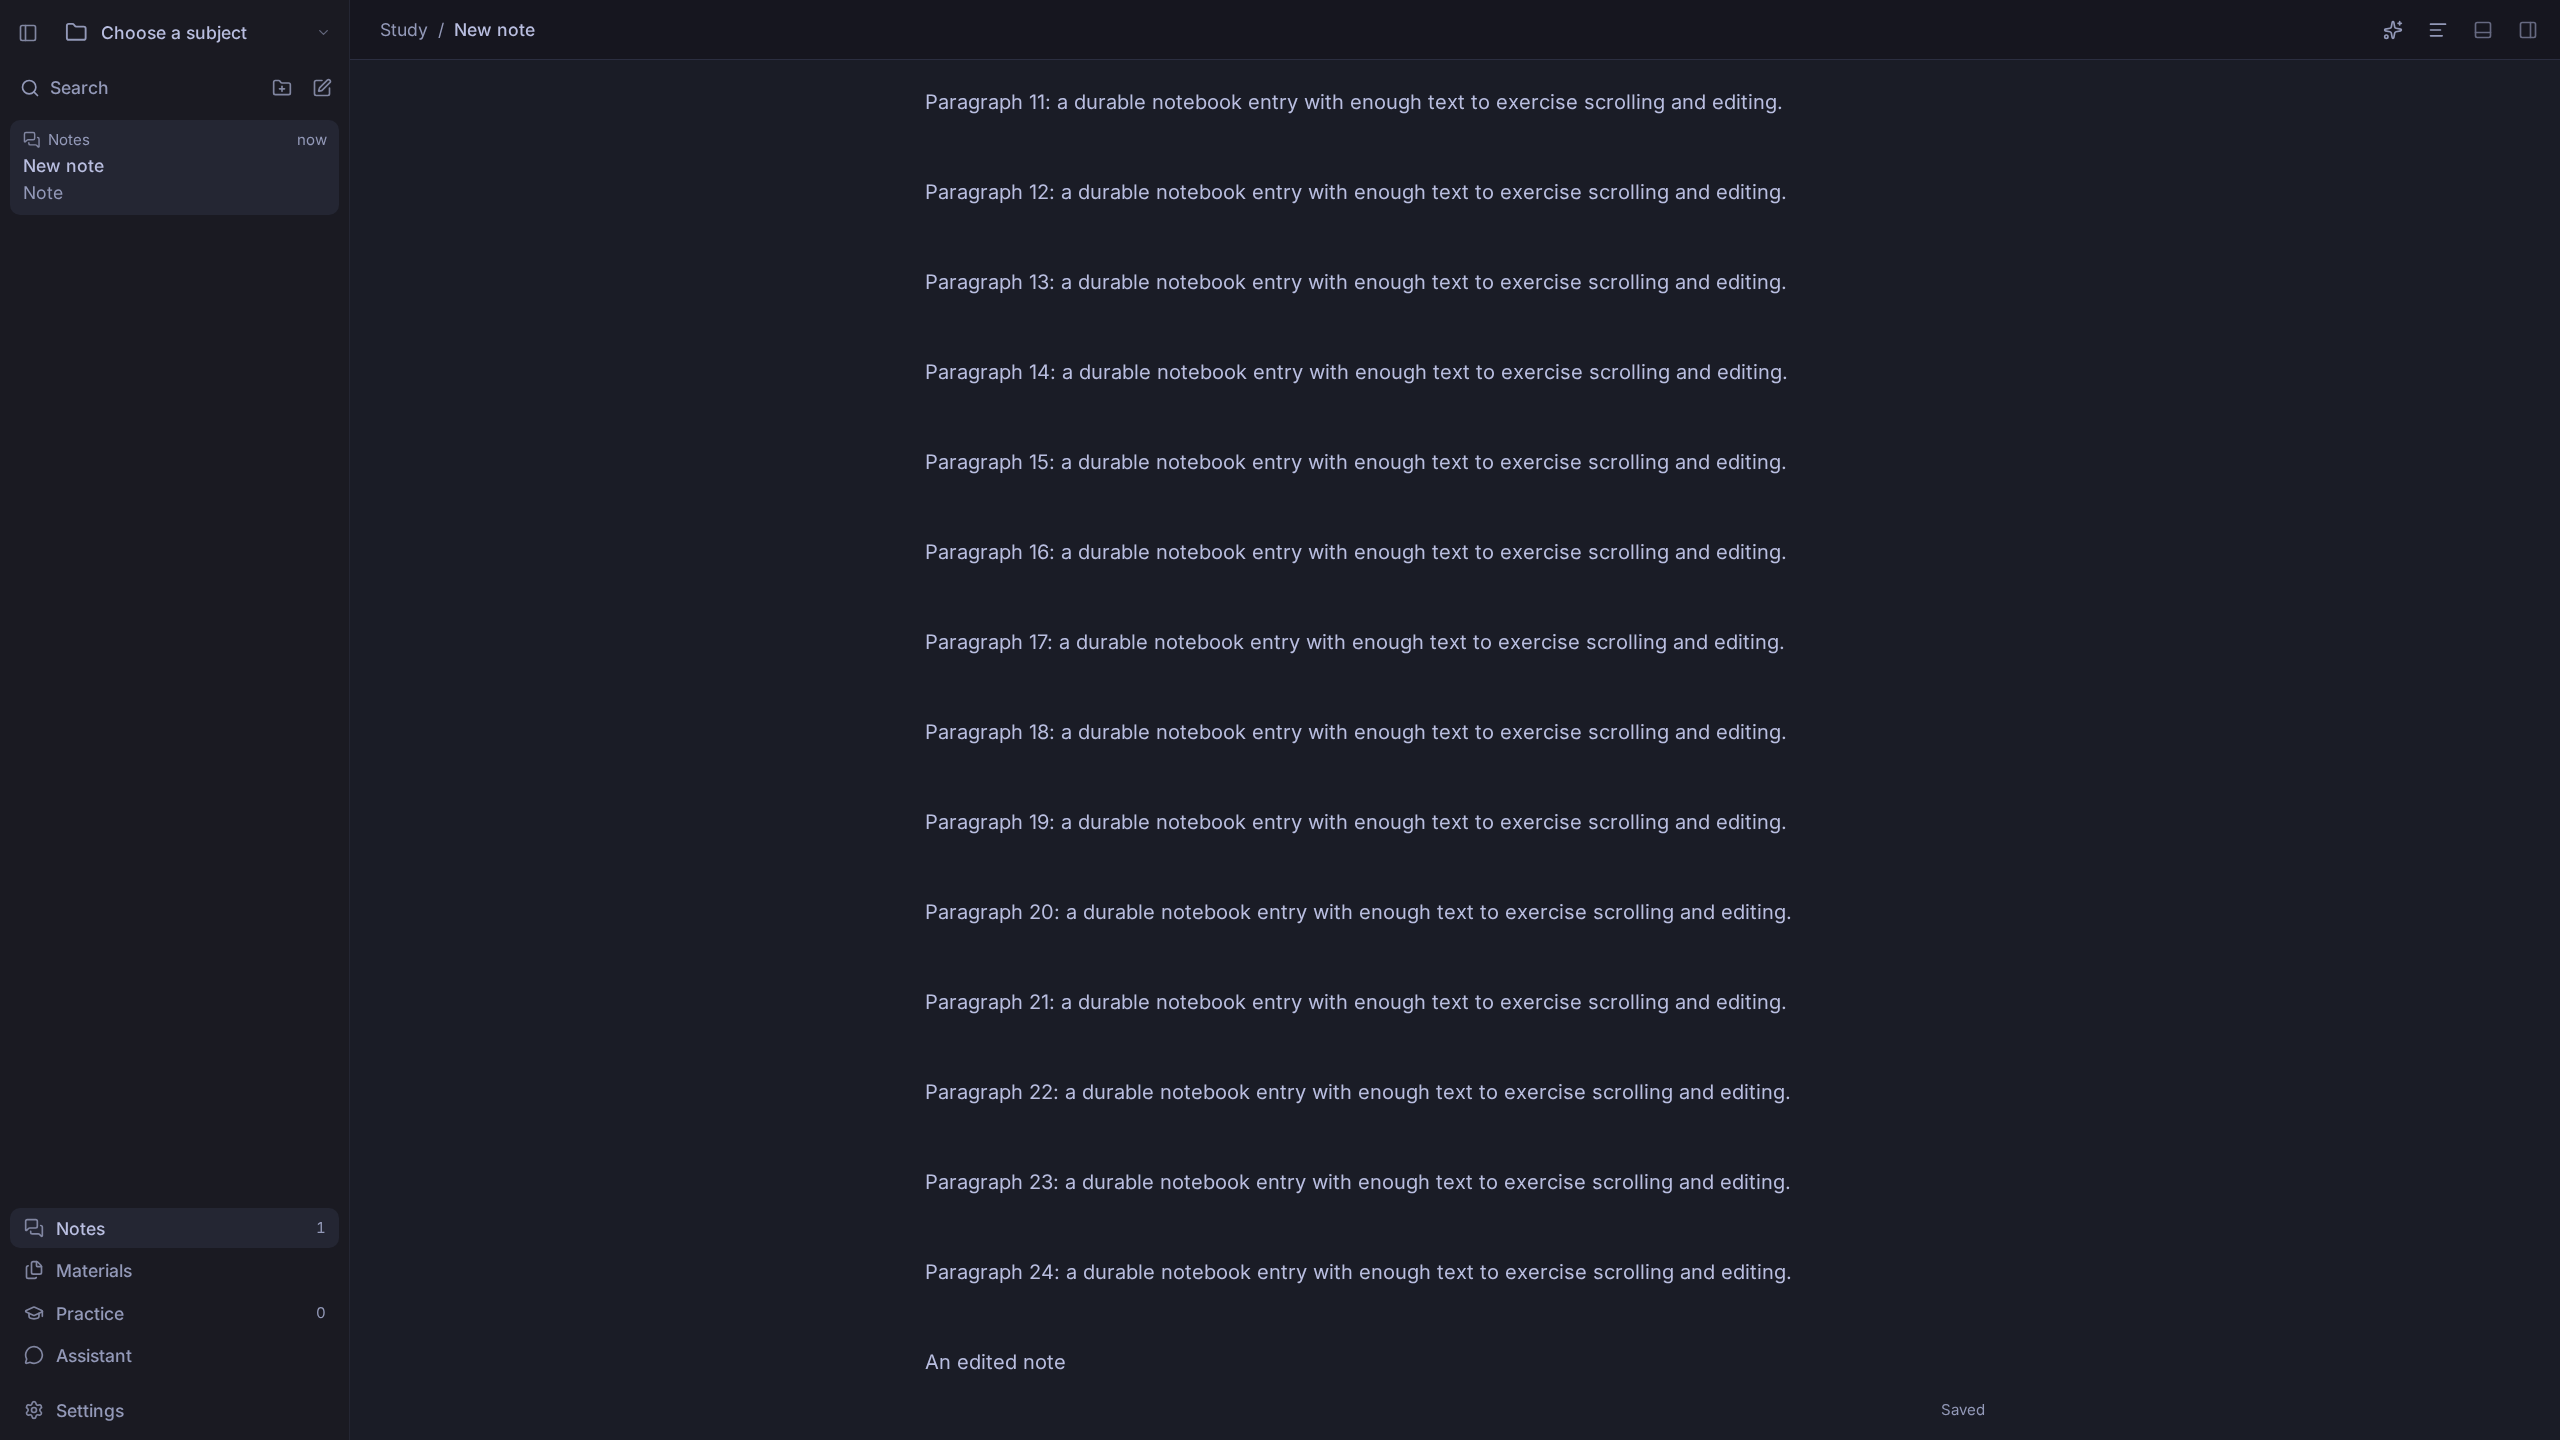 Choose a subject
Search
Notes now
New note
Note
Notes 1
Materials
Practice 0
Assistant
Settings
Study / New note
Paragraph 11: a durable notebook entry with enough text to exercise scrolling and editing.
Paragraph 12: a durable notebook entry with enough text to exercise scrolling and editing.
Paragraph 13: a durable notebook entry with enough text to exercise scrolling and editing.
Paragraph 14: a durable notebook entry with enough text to exercise scrolling and editing.
Paragraph 15: a durable notebook entry with enough text to exercise scrolling and editing.
Paragraph 16: a durable notebook entry with enough text to exercise scrolling and editing.
Paragraph 17: a durable notebook entry with enough text to exercise scrolling and editing.
Paragraph 18: a durable notebook entry with enough text to exercise scrolling and editing.
Paragraph 19: a durable notebook entry with enough text to exercise scrolling and editing.
Paragraph 20: a durable notebook entry with enough text to exercise scrolling and editing.
Paragraph 21: a durable notebook entry with enough text to exercise scrolling and editing.
Paragraph 22: a durable notebook entry with enough text to exercise scrolling and editing.
Paragraph 23: a durable notebook entry with enough text to exercise scrolling and editing.
Paragraph 24: a durable notebook entry with enough text to exercise scrolling and editing.
An edited note
Saved